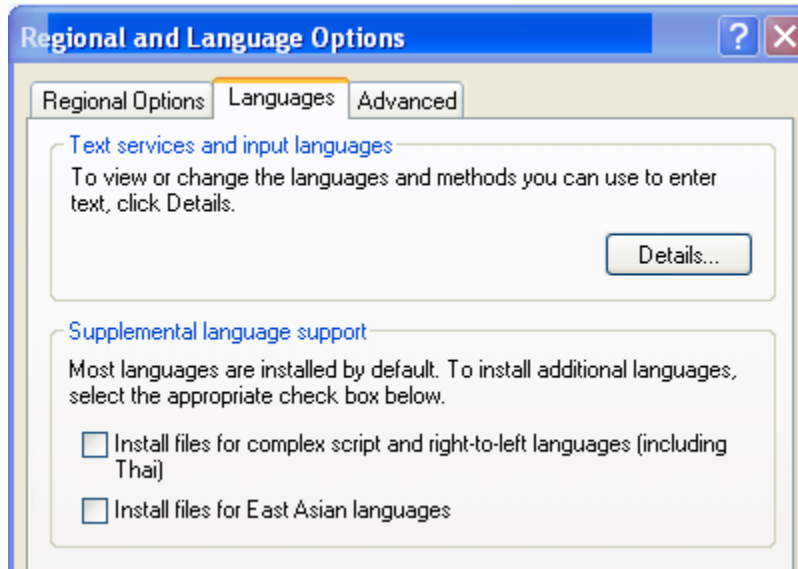 Regional and Language Options
Regional Options Languages Advanced
Text services and input languages
To view or change the languages and methods you can use to enter
text, click Details.
Details...
Supplemental language support
Most languages are installed by default. To install additional languages,
select the appropriate check box below.
Install files for complex script and right-to-left languages (including
Thai)
Install files for East Asian languages